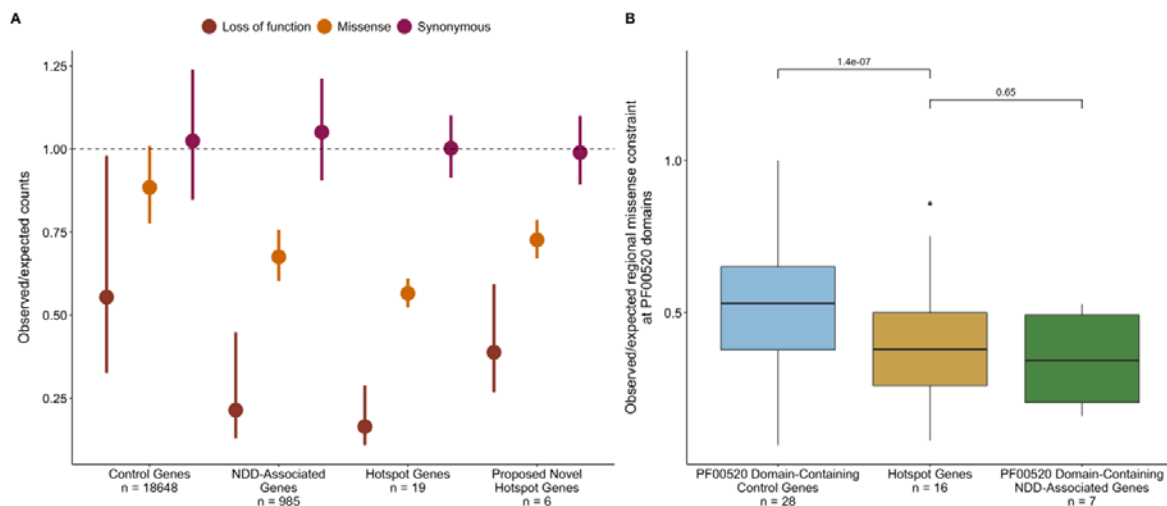 A
Loss of function Missense Synonymous
Observed/expected counts
1.25
1.00
0.75
0.50
0.25
Control Genes
n = 18648
NDD-Associated
Genes
n = 985
Hotspot Genes
n = 19
Proposed Novel
Hotspot Genes
n = 6
B
Observed/expected regional missense constraint
at PF00520 domains
1.4e-07
0.65
1.0
0.5
PF00520 Domain-Containing
Control Genes
n = 28
Hotspot Genes
n = 16
PF00520 Domain-Containing
NDD-Associated Genes
n = 7